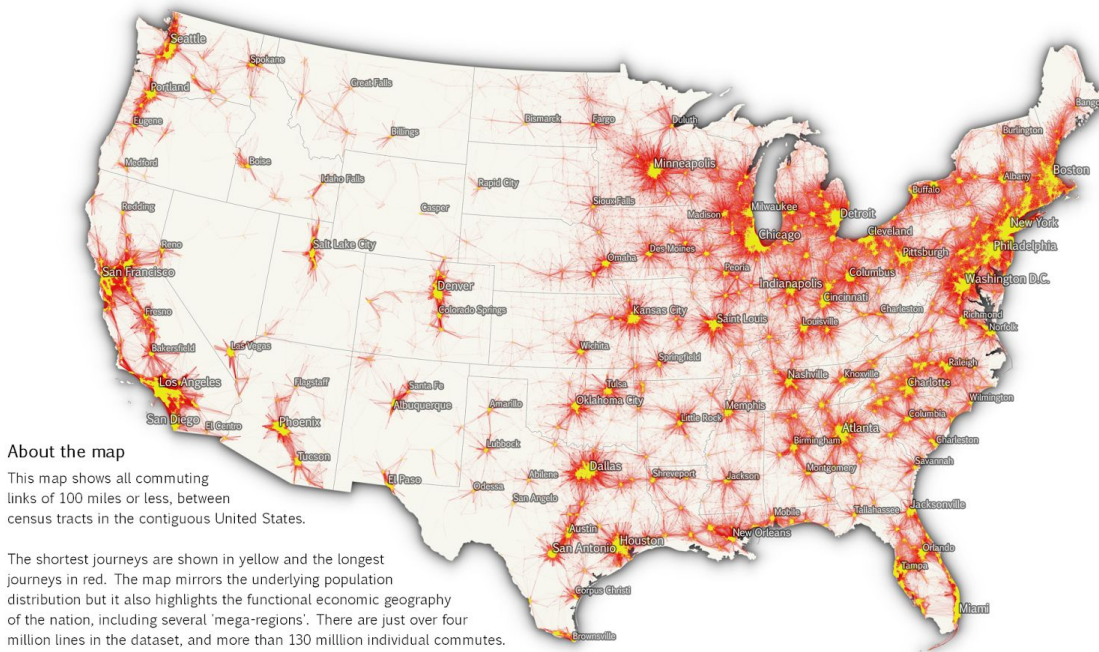 Seattle
Spokane
Great Falls
Portland
Bismarck
Fargo
Duluth
Bangor
Eugene
Billings
Burlington
Medford
Boise
Minneapolis
Boston
Idaho Falls
Rapid City
Albany
Buffalo
Redding
Casper
Sioux Falls
Madison
Milwaukee
Detroit
New York
Reno
Salt Lake City
Chicago
Cleveland
Philadelphia
San Francisco
Omaha
Des Moines
Pittsburgh
Denver
Peoria
Columbus
Washington D.C.
Indianapolis
Cincinnati
Fresno
Colorado Springs
Kansas City
Saint Louis
Charleston
Richmond
Louisville
Norfolk
Bakersfield
Las Vegas
Wichita
Springfield
Raleigh
Los Angeles
Flagstaff
Santa Fe
Tulsa
Nashville
Knoxville
Charlotte
Albuquerque
Amarillo
Oklahoma City
Memphis
Wilmington
San Diego
El Centro
Phoenix
Little Rock
Columbia
Atlanta
Lubbock
Birmingham
Charleston
Tucson
Dallas
Savannah
El Paso
Odessa
Abilene
Shreveport
Jackson
Montgomery
San Angelo
Mobile
Tallahassee
Jacksonville
Austin
New Orleans
San Antonio
Houston
Orlando
Tampa
Corpus Christi
Miami
Brownsville
About the map
This map shows all commuting
links of 100 miles or less, between
census tracts in the contiguous United States.
The shortest journeys are shown in yellow and the longest
journeys in red. The map mirrors the underlying population
distribution but it also highlights the functional economic geography
of the nation, including several 'mega-regions'. There are just over four
million lines in the dataset, and more than 130 milllion individual commutes.